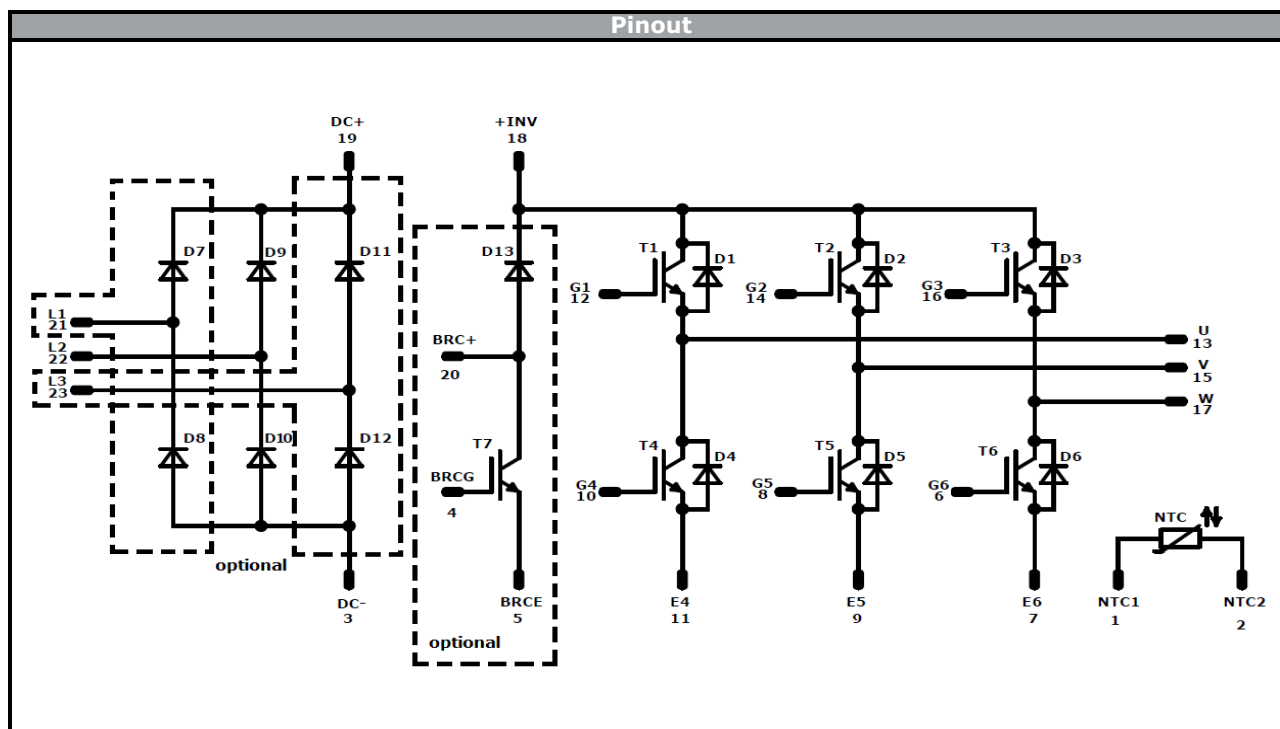 Pinout
DC+
19
+INV
18
D7
D9
D11
D13
T1
D1
T2
D2
T3
D3
G1
12
G2
14
G3
16
L1
21
L2
22
L3
23
BRC+
20
U
13
V
15
W
17
D8
D10
D12
T7
T4
D4
T5
D5
T6
D6
BRCG
4
G4
10
G5
8
G6
6
NTC
optional
DC-
3
BRCE
5
E4
11
E5
9
E6
7
NTC1
1
NTC2
2
optional